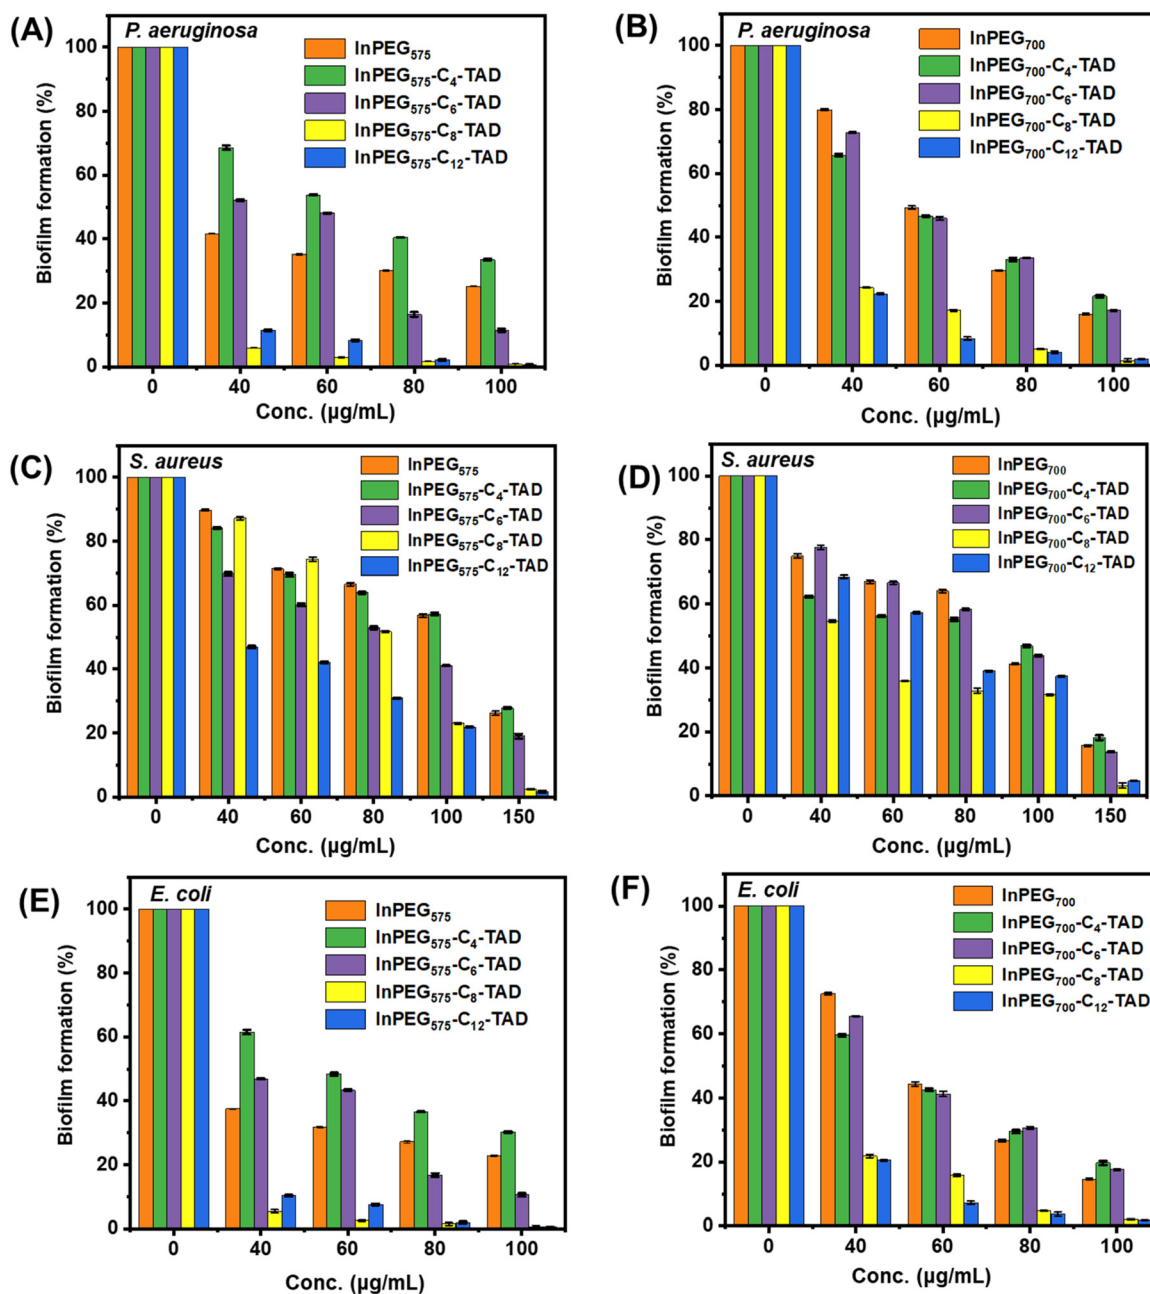 (A)
P. aeruginosa
InPEG₅₇₅
InPEG₅₇₅-C₄-TAD
InPEG₅₇₅-C₆-TAD
InPEG₅₇₅-C₈-TAD
InPEG₅₇₅-C₁₂-TAD
Biofilm formation (%)
100
80
60
40
20
0
0 40 60 80 100
Conc. (µg/mL)
(B)
P. aeruginosa
InPEG₇₀₀
InPEG₇₀₀-C₄-TAD
InPEG₇₀₀-C₆-TAD
InPEG₇₀₀-C₈-TAD
InPEG₇₀₀-C₁₂-TAD
Biofilm formation (%)
100
80
60
40
20
0
0 40 60 80 100
Conc. (µg/mL)
(C)
S. aureus
InPEG₅₇₅
InPEG₅₇₅-C₄-TAD
InPEG₅₇₅-C₆-TAD
InPEG₅₇₅-C₈-TAD
InPEG₅₇₅-C₁₂-TAD
Biofilm formation (%)
100
80
60
40
20
0
0 40 60 80 100 150
Conc. (µg/mL)
(D)
S. aureus
InPEG₇₀₀
InPEG₇₀₀-C₄-TAD
InPEG₇₀₀-C₆-TAD
InPEG₇₀₀-C₈-TAD
InPEG₇₀₀-C₁₂-TAD
Biofilm formation (%)
100
80
60
40
20
0
0 40 60 80 100 150
Conc. (µg/mL)
(E)
E. coli
InPEG₅₇₅
InPEG₅₇₅-C₄-TAD
InPEG₅₇₅-C₆-TAD
InPEG₅₇₅-C₈-TAD
InPEG₅₇₅-C₁₂-TAD
Biofilm formation (%)
100
80
60
40
20
0
0 40 60 80 100
Conc. (µg/mL)
(F)
E. coli
InPEG₇₀₀
InPEG₇₀₀-C₄-TAD
InPEG₇₀₀-C₆-TAD
InPEG₇₀₀-C₈-TAD
InPEG₇₀₀-C₁₂-TAD
Biofilm formation (%)
100
80
60
40
20
0
0 40 60 80 100
Conc. (µg/mL)